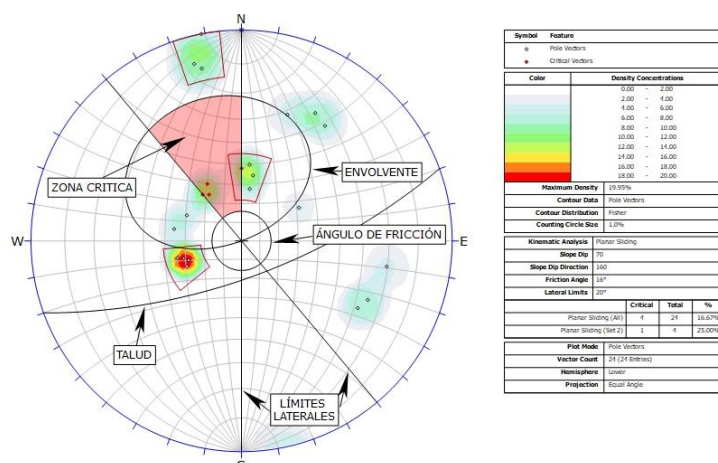 N
W
E
S
ZONA CRITICA
ENVOLVENTE
ÁNGULO DE FRICCIÓN
TALUD
LÍMITES
LATERALES
Symbol Feature
Pole Vectors
Critical Vectors
Color Density Concentrations
0.00 - 2.00
2.00 - 4.00
4.00 - 6.00
6.00 - 8.00
8.00 - 10.00
10.00 - 12.00
12.00 - 14.00
14.00 - 16.00
16.00 - 18.00
18.00 - 20.00
Maximum Density 19.95%
Contour Data Pole Vectors
Contour Distribution Fisher
Counting Circle Size 1.0%
Kinematic Analysis Planar Sliding
Slope Dip 70
Slope Dip Direction 160
Friction Angle 16°
Lateral Limits 20°
Critical Total %
Planar Sliding (All) 4 24 16.67%
Planar Sliding (Set 2) 1 4 25.00%
Plot Mode Pole Vectors
Vector Count 24 (24 Entries)
Hemisphere Lower
Projection Equal Angle